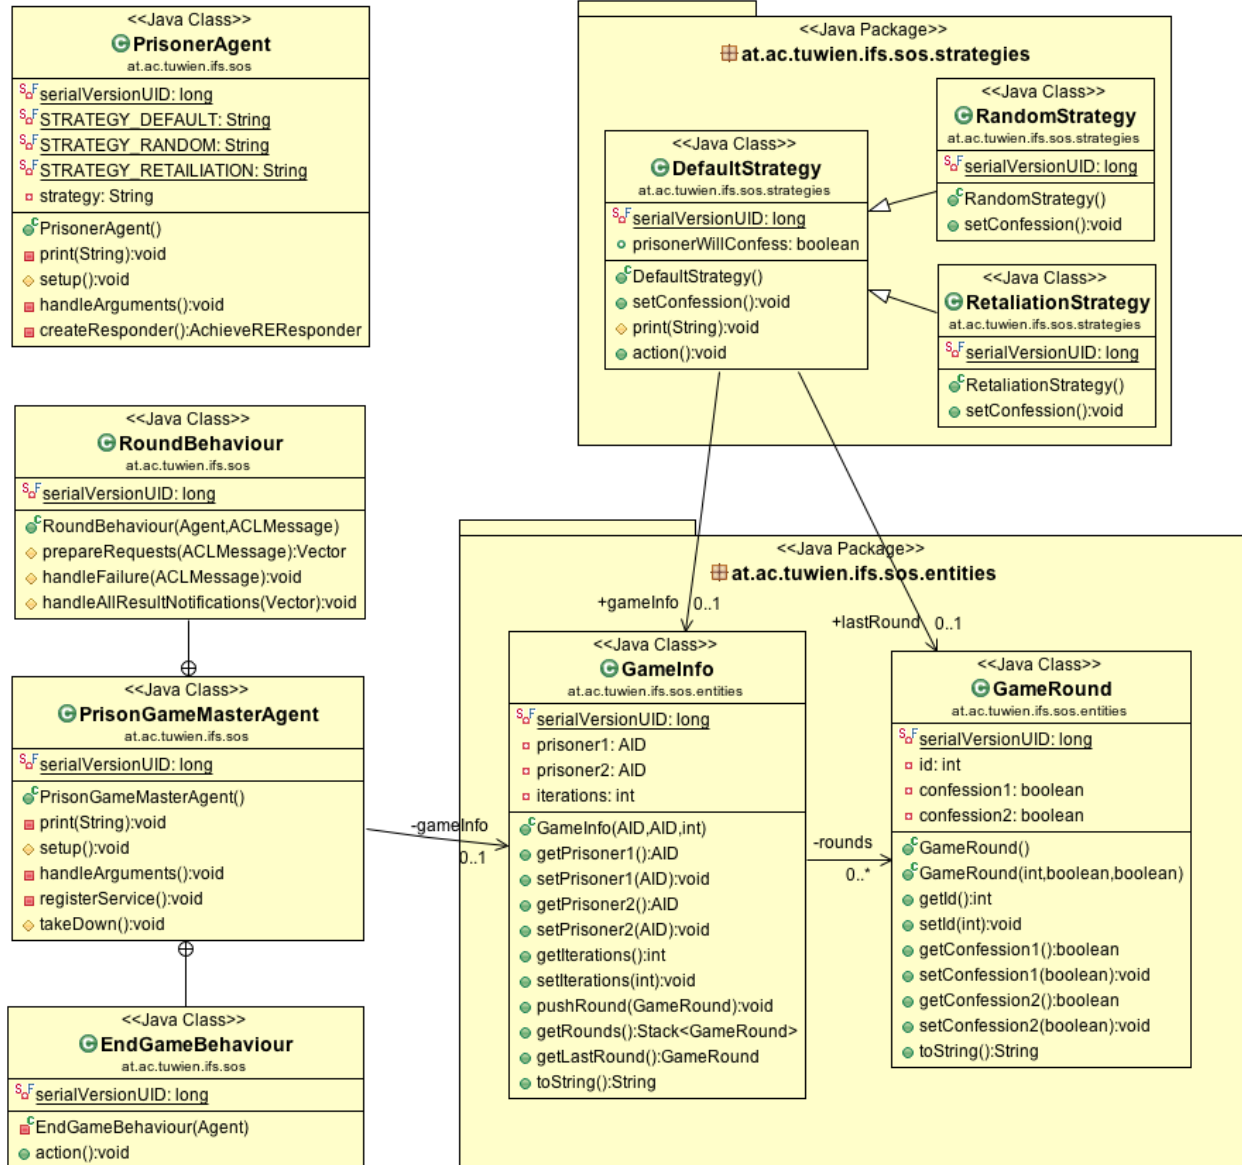 <<Java Class>>
PrisonerAgent
at.ac.tuwien.ifs.sos
serialVersionUID: long
STRATEGY_DEFAULT: String
STRATEGY_RANDOM: String
STRATEGY_RETAILIATION: String
strategy: String
PrisonerAgent()
print(String):void
setup():void
handleArguments():void
createResponder():AchieveREResponder
<<Java Package>>
at.ac.tuwien.ifs.sos.strategies
<<Java Class>>
DefaultStrategy
at.ac.tuwien.ifs.sos.strategies
serialVersionUID: long
prisonerWillConfess: boolean
DefaultStrategy()
setConfession():void
print(String):void
action():void
<<Java Class>>
RandomStrategy
at.ac.tuwien.ifs.sos.strategies
serialVersionUID: long
RandomStrategy()
setConfession():void
<<Java Class>>
RetaliationStrategy
at.ac.tuwien.ifs.sos.strategies
serialVersionUID: long
RetaliationStrategy()
setConfession():void
<<Java Class>>
RoundBehaviour
at.ac.tuwien.ifs.sos
serialVersionUID: long
RoundBehaviour(Agent,ACLMessage)
prepareRequests(ACLMessage):Vector
handleFailure(ACLMessage):void
handleAllResultNotifications(Vector):void
<<Java Class>>
PrisonGameMasterAgent
at.ac.tuwien.ifs.sos
serialVersionUID: long
PrisonGameMasterAgent()
print(String):void
setup():void
handleArguments():void
registerService():void
takeDown():void
<<Java Class>>
EndGameBehaviour
at.ac.tuwien.ifs.sos
serialVersionUID: long
EndGameBehaviour(Agent)
action():void
-gameInfo
0..1
<<Java Package>>
at.ac.tuwien.ifs.sos.entities
+gameInfo 0..1
+lastRound 0..1
<<Java Class>>
GameInfo
at.ac.tuwien.ifs.sos.entities
serialVersionUID: long
prisoner1: AID
prisoner2: AID
iterations: int
GameInfo(AID,AID,int)
getPrisoner1():AID
setPrisoner1(AID):void
getPrisoner2():AID
setPrisoner2(AID):void
getIterations():int
setIterations(int):void
pushRound(GameRound):void
getRounds():Stack<GameRound>
getLastRound():GameRound
toString():String
-rounds
0..*
<<Java Class>>
GameRound
at.ac.tuwien.ifs.sos.entities
serialVersionUID: long
id: int
confession1: boolean
confession2: boolean
GameRound()
GameRound(int,boolean,boolean)
getId():int
setId(int):void
getConfession1():boolean
setConfession1(boolean):void
getConfession2():boolean
setConfession2(boolean):void
toString():String